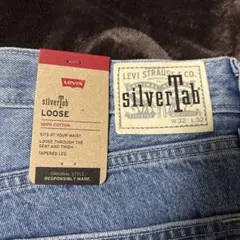 Levi's
silverTab
LOOSE
100% COTTON
SITS AT YOUR WAIST
LOOSE THROUGH THE
SEAT AND THIGH
TAPERED LEG
ORIGINAL STYLE
RESPONSIBLY MADE.
LEVI STRAUSS & CO.
silverTab
W 32 L 32